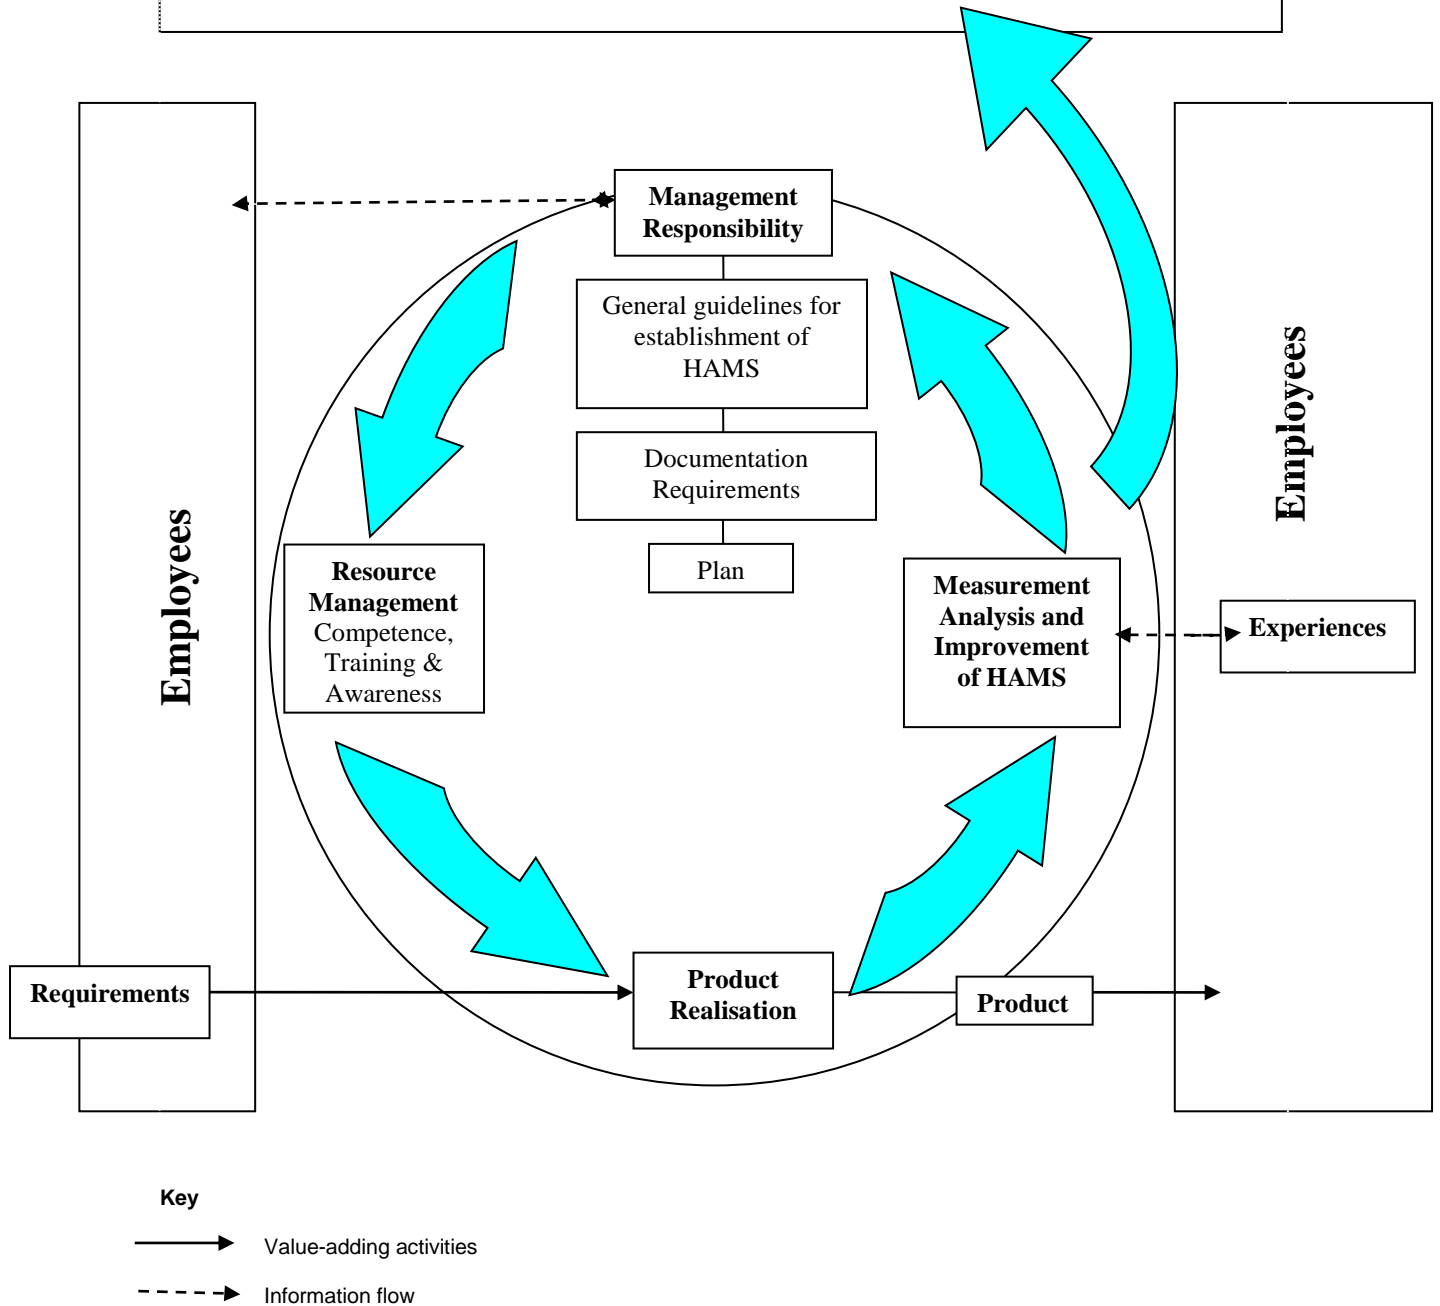 Management
Responsibility
General guidelines for
establishment of
HAMS
Documentation
Requirements
Plan
Employees
Employees
Resource
Management
Competence,
Training &
Awareness
Measurement
Analysis and
Improvement
of HAMS
Experiences
Requirements
Product
Realisation
Product
Key
Value-adding activities
Information flow